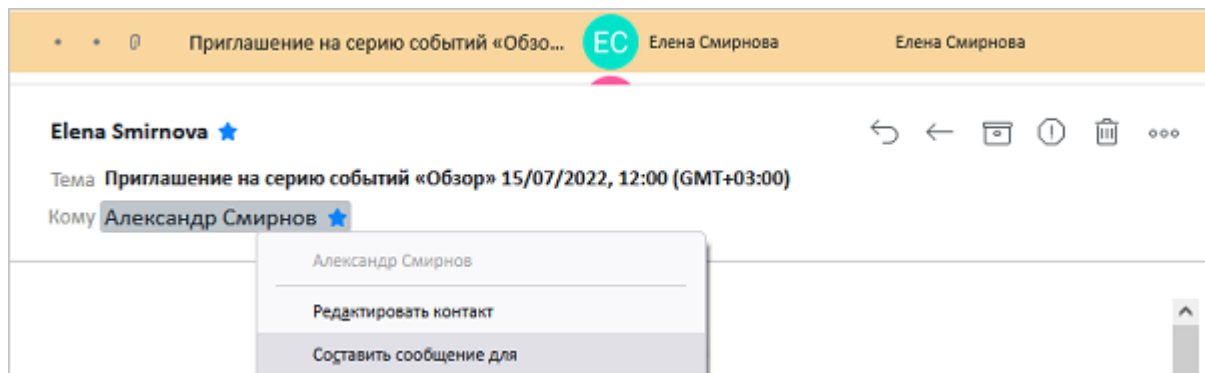 Приглашение на серию событий «Обзо... ЕС Елена Смирнова Елена Смирнова
Elena Smirnova
Тема Приглашение на серию событий «Обзор» 15/07/2022, 12:00 (GMT+03:00)
Кому Александр Смирнов
Александр Смирнов
Редактировать контакт
Составить сообщение для